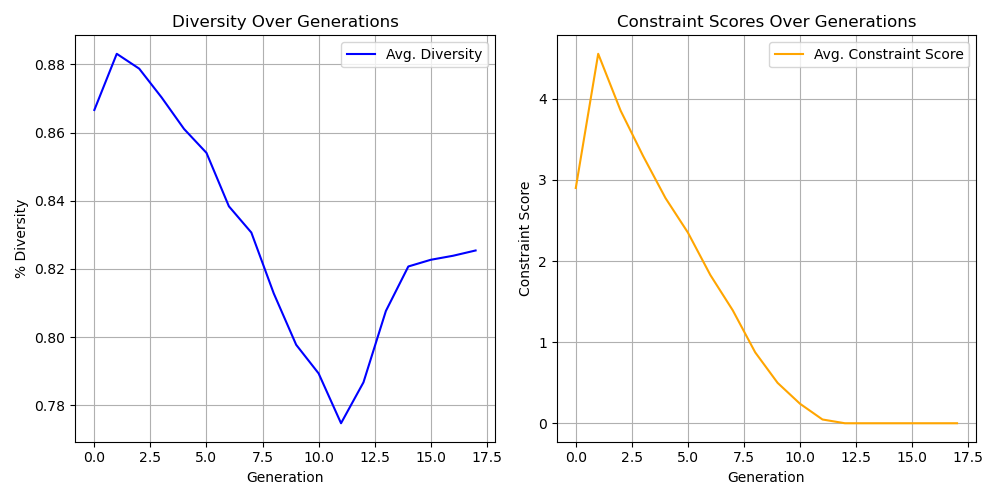 Diversity Over Generations
Avg. Diversity
% Diversity
0.88
0.86
0.84
0.82
0.80
0.78
0.0 2.5 5.0 7.5 10.0 12.5 15.0 17.5
Generation
Constraint Scores Over Generations
Avg. Constraint Score
Constraint Score
4
3
2
1
0
0.0 2.5 5.0 7.5 10.0 12.5 15.0 17.5
Generation